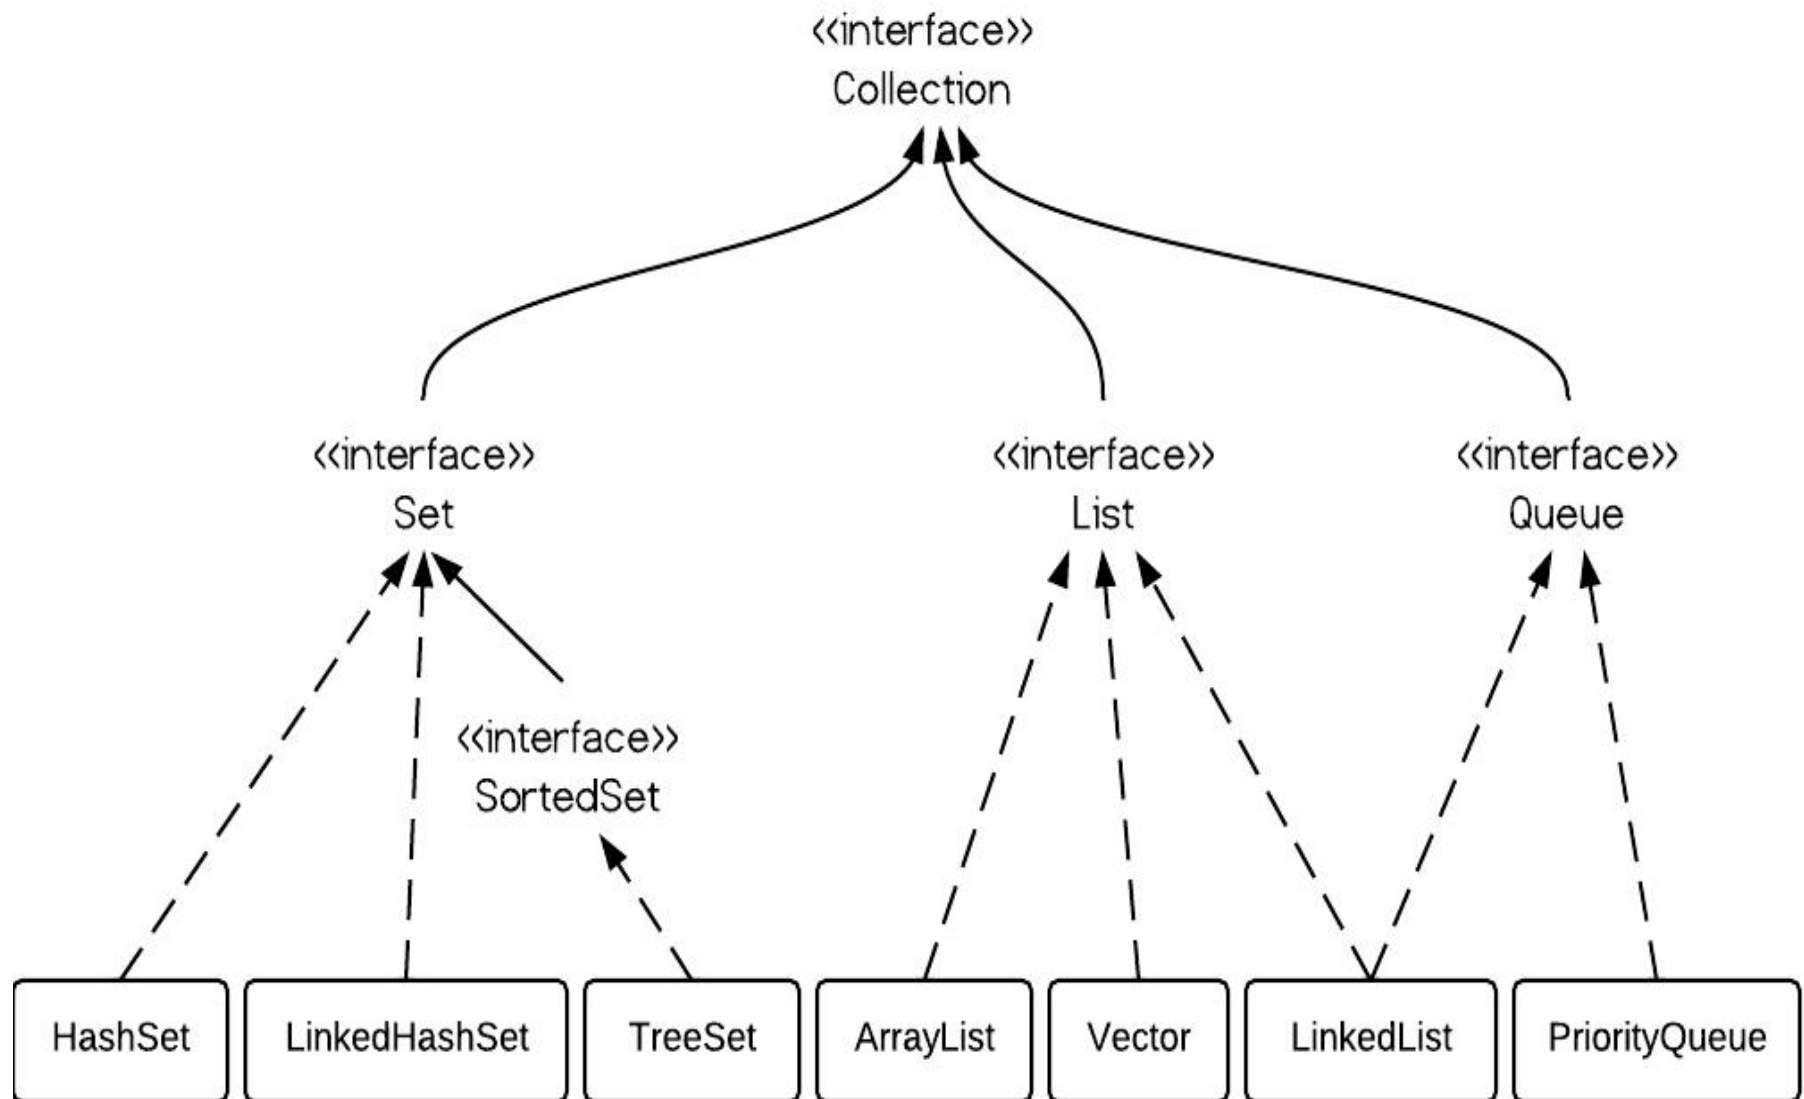 <<interface>>
Collection
<<interface>>
Set
<<interface>>
List
<<interface>>
Queue
<<interface>>
SortedSet
HashSet
LinkedHashSet
TreeSet
ArrayList
Vector
LinkedList
PriorityQueue